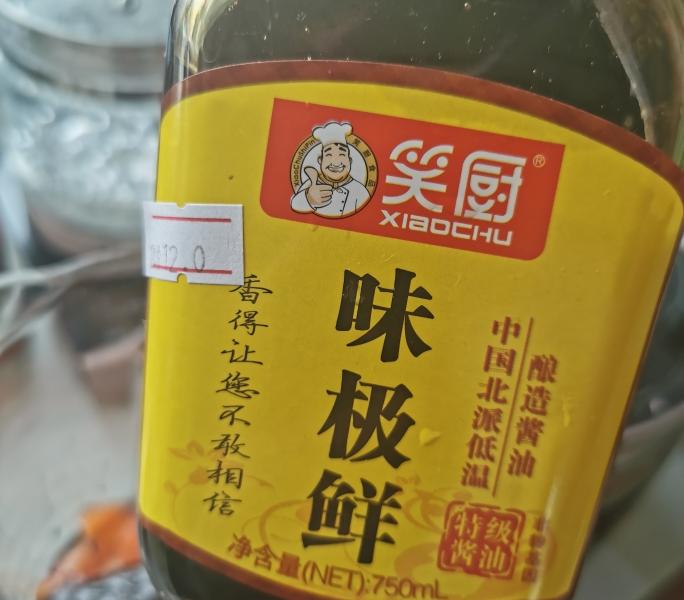 笑厨®
XIAOCHU
12.0
香得让您不敢相信
味极鲜
中国北派低温
酿造酱油
特级
酱油
净含量(NET):750mL